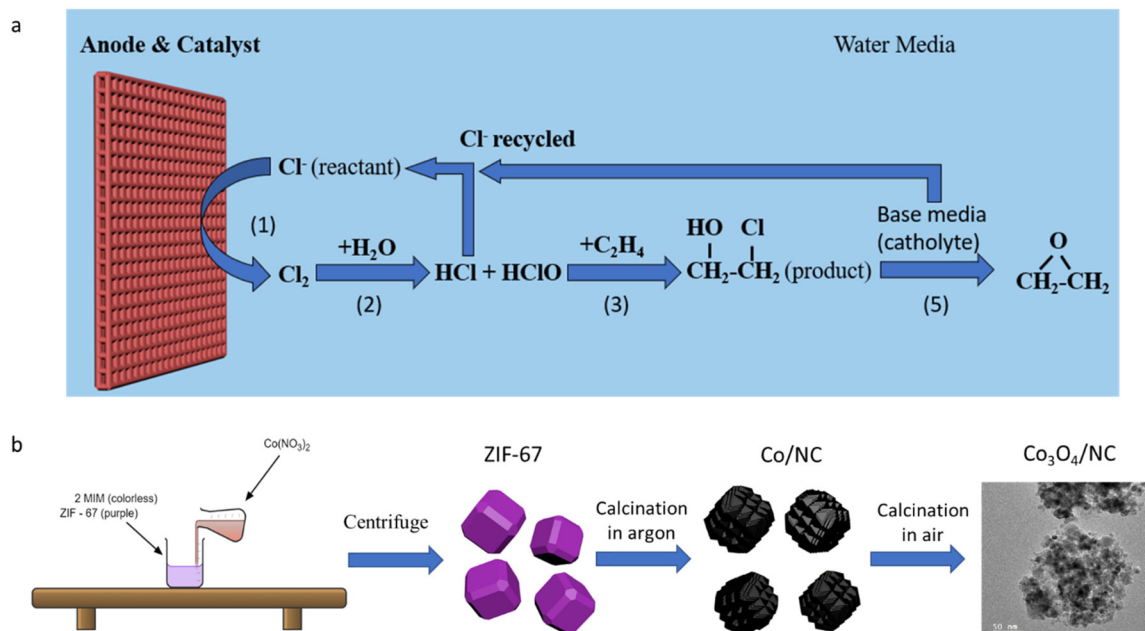 a
Anode & Catalyst
Water Media
Cl- recycled
Cl- (reactant)
(1)
Cl₂
+H₂O
(2)
HCl + HClO
+C₂H₄
(3)
HO Cl
CH₂-CH₂ (product)
Base media
(catholyte)
(5)
O
CH₂-CH₂
b
Co(NO₃)₂
2 MIM (colorless)
ZIF - 67 (purple)
Centrifuge
ZIF-67
Calcination
in argon
Co/NC
Calcination
in air
Co₃O₄/NC
50 nm